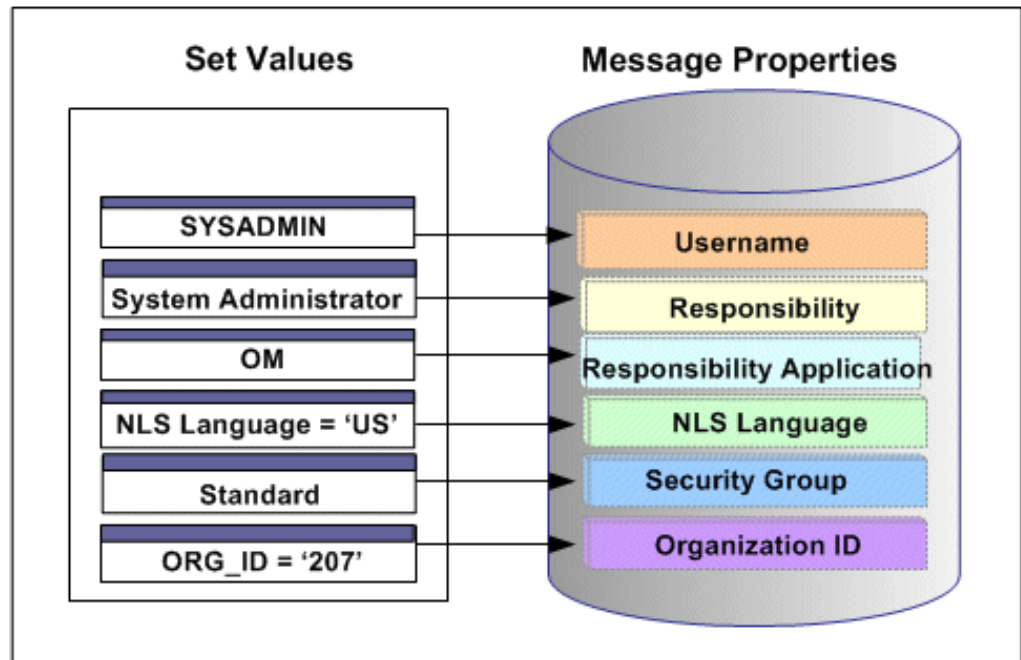 Set Values
Message Properties
SYSADMIN
Username
System Administrator
Responsibility
OM
Responsibility Application
NLS Language = ‘US’
NLS Language
Standard
Security Group
ORG_ID = ‘207’
Organization ID